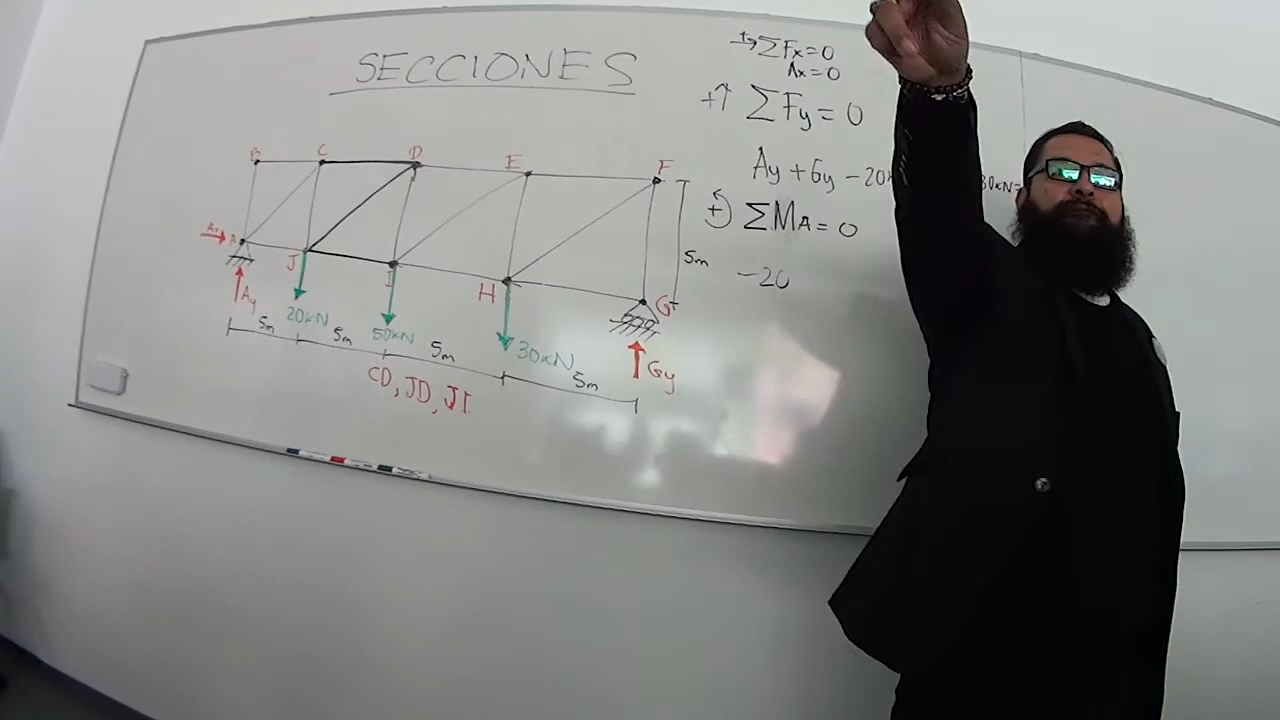 SECCIONES
+→ ΣFx=0
Ax=0
+↑ ΣFy=0
Ay+Gy-20
30kN=
+ ΣMA=0
-20
B C D E F
Ax A
J I H G
Ay
20kN 50kN 30kN
Gy
5m 5m 5m 5m
5m
CD, JD, JI